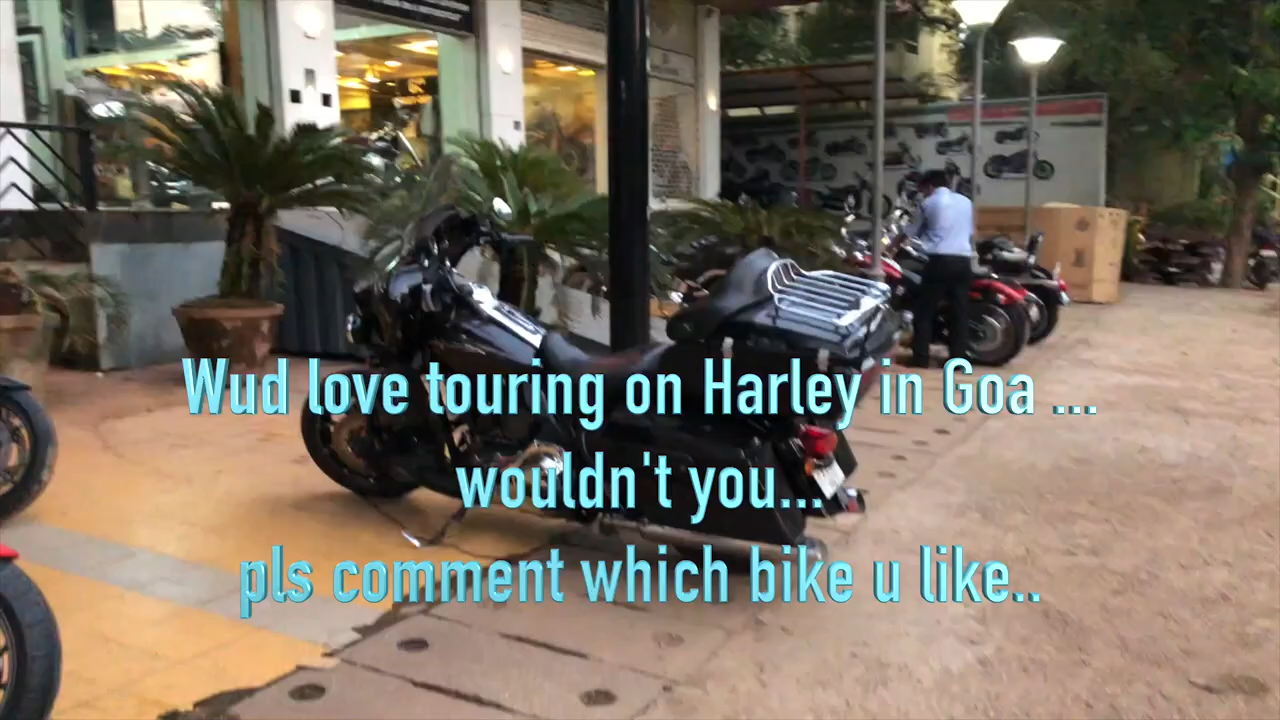 Wud love touring on Harley in Goa ...
wouldn't you...
pls comment which bike u like..